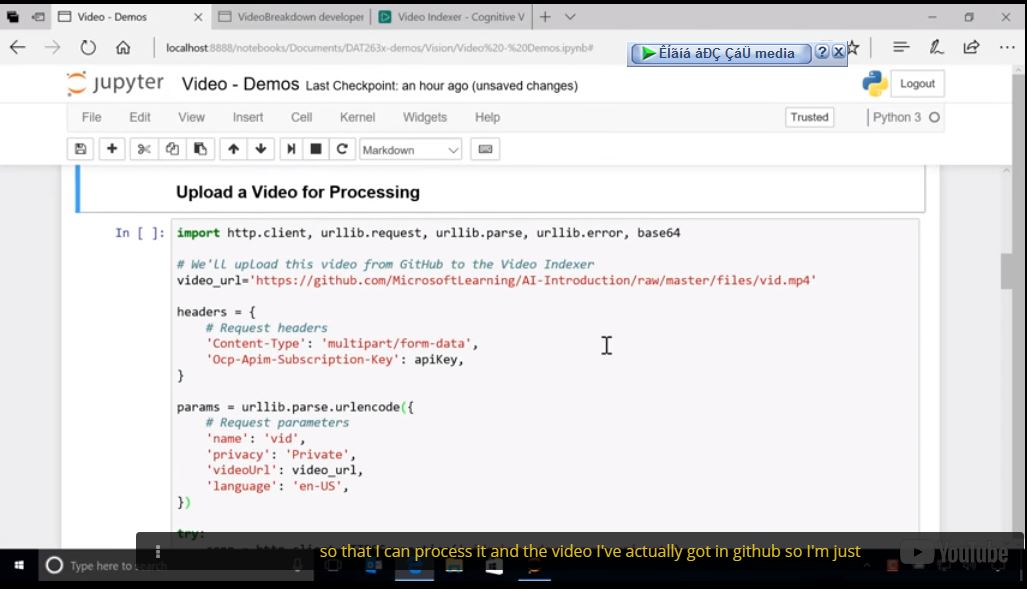 Video - Demos
VideoBreakdown developer
Video Indexer - Cognitive V
localhost:8888/notebooks/Documents/DAT263x-demos/Vision/Video%20-%20Demos.ipynb#
Êíãíá åÐÇ ÇáÜ media
?
jupyter Video - Demos Last Checkpoint: an hour ago (unsaved changes)
Logout
File Edit View Insert Cell Kernel Widgets Help
Trusted
Python 3
Markdown
Upload a Video for Processing
In [ ]: import http.client, urllib.request, urllib.parse, urllib.error, base64
# We'll upload this video from GitHub to the Video Indexer
video_url='https://github.com/MicrosoftLearning/AI-Introduction/raw/master/files/vid.mp4'
headers = {
# Request headers
'Content-Type': 'multipart/form-data',
'Ocp-Apim-Subscription-Key': apiKey,
}
params = urllib.parse.urlencode({
# Request parameters
'name': 'vid',
'privacy': 'Private',
'videoUrl': video_url,
'language': 'en-US',
})
try:
so that I can process it and the video I've actually got in github so I'm just
YouTube
Type here to search